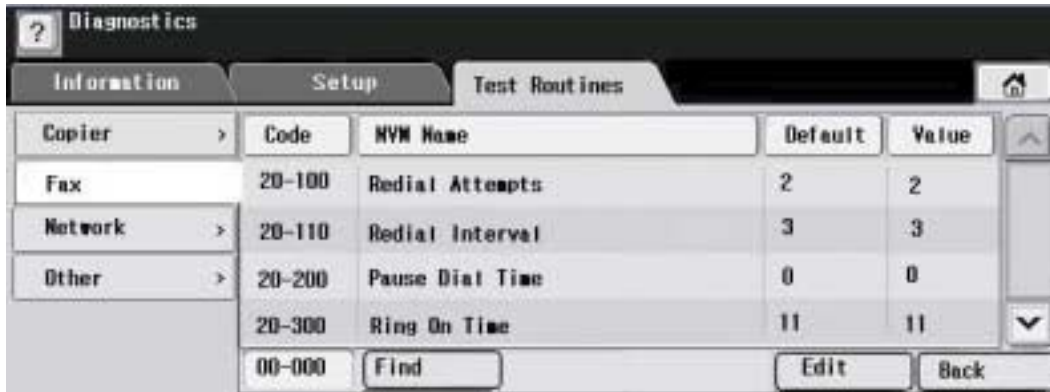 ? Diagnostics
Information Setup Test Routines
Copier > Code NVM Name Default Value
Fax 20-100 Redial Attempts 2 2
Network > 20-110 Redial Interval 3 3
Other > 20-200 Pause Dial Time 0 0
20-300 Ring On Time 11 11
00-000 Find Edit Back